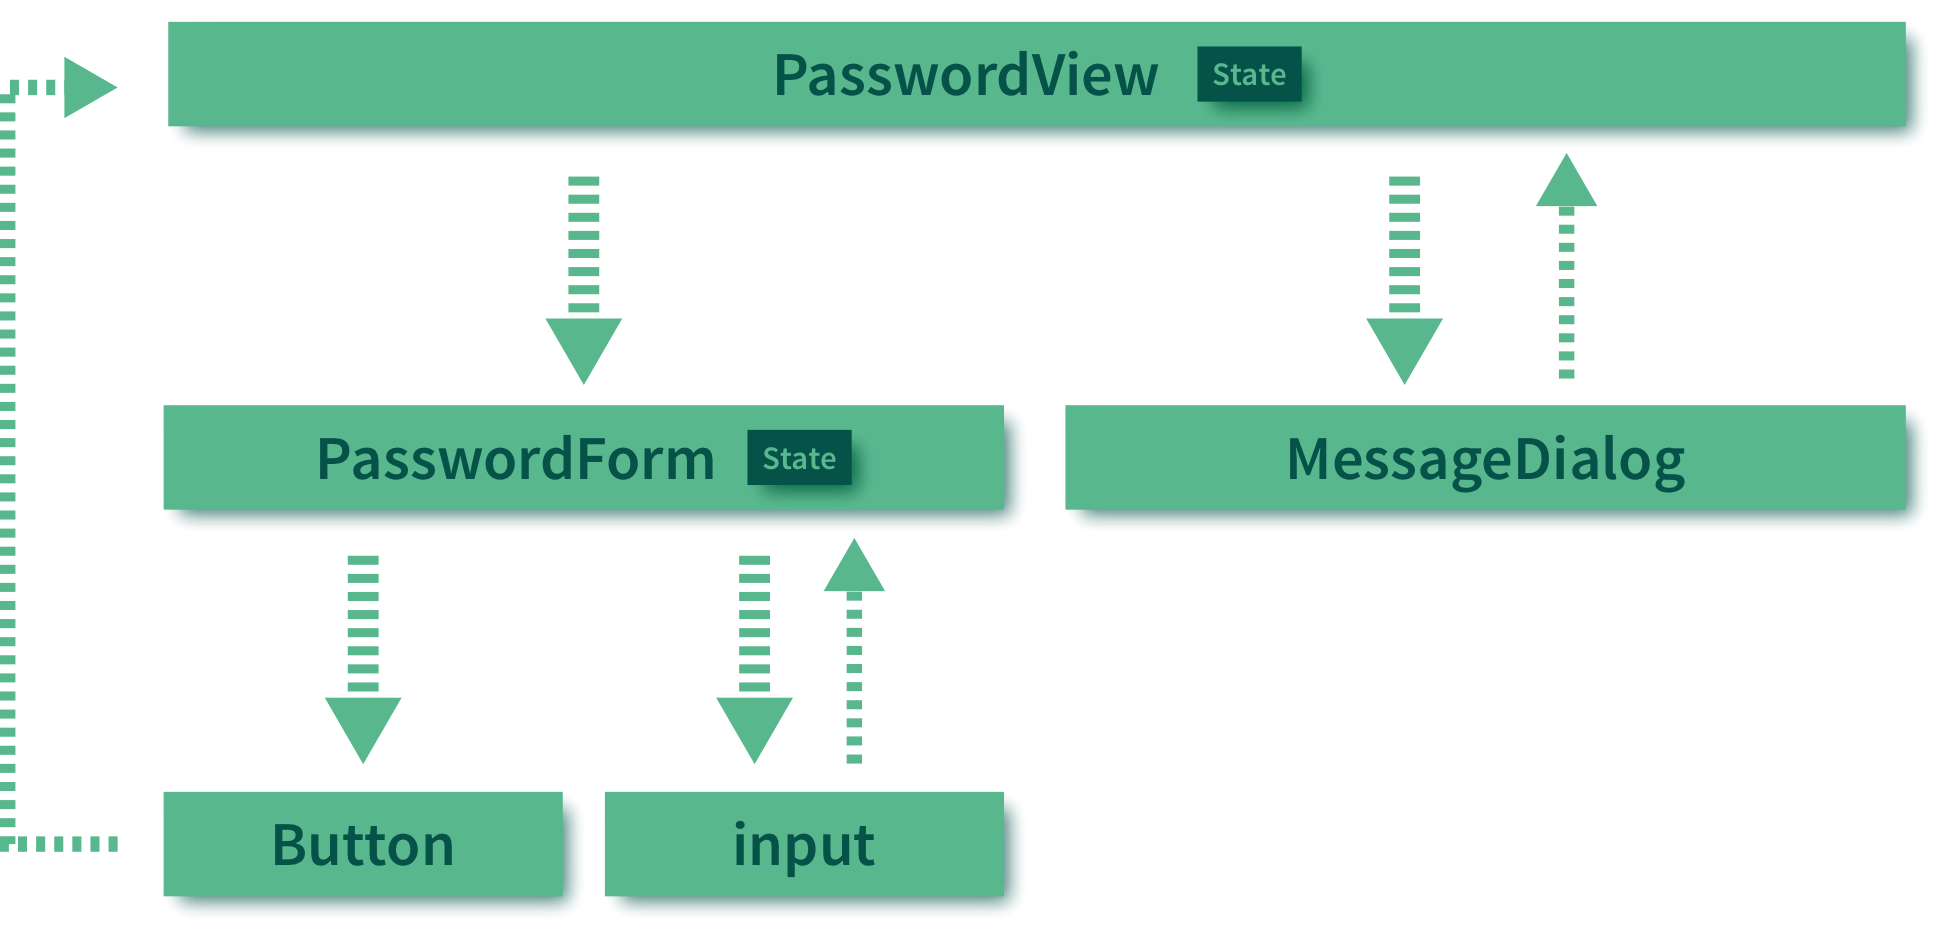 PasswordView State
PasswordForm State
MessageDialog
Button
input